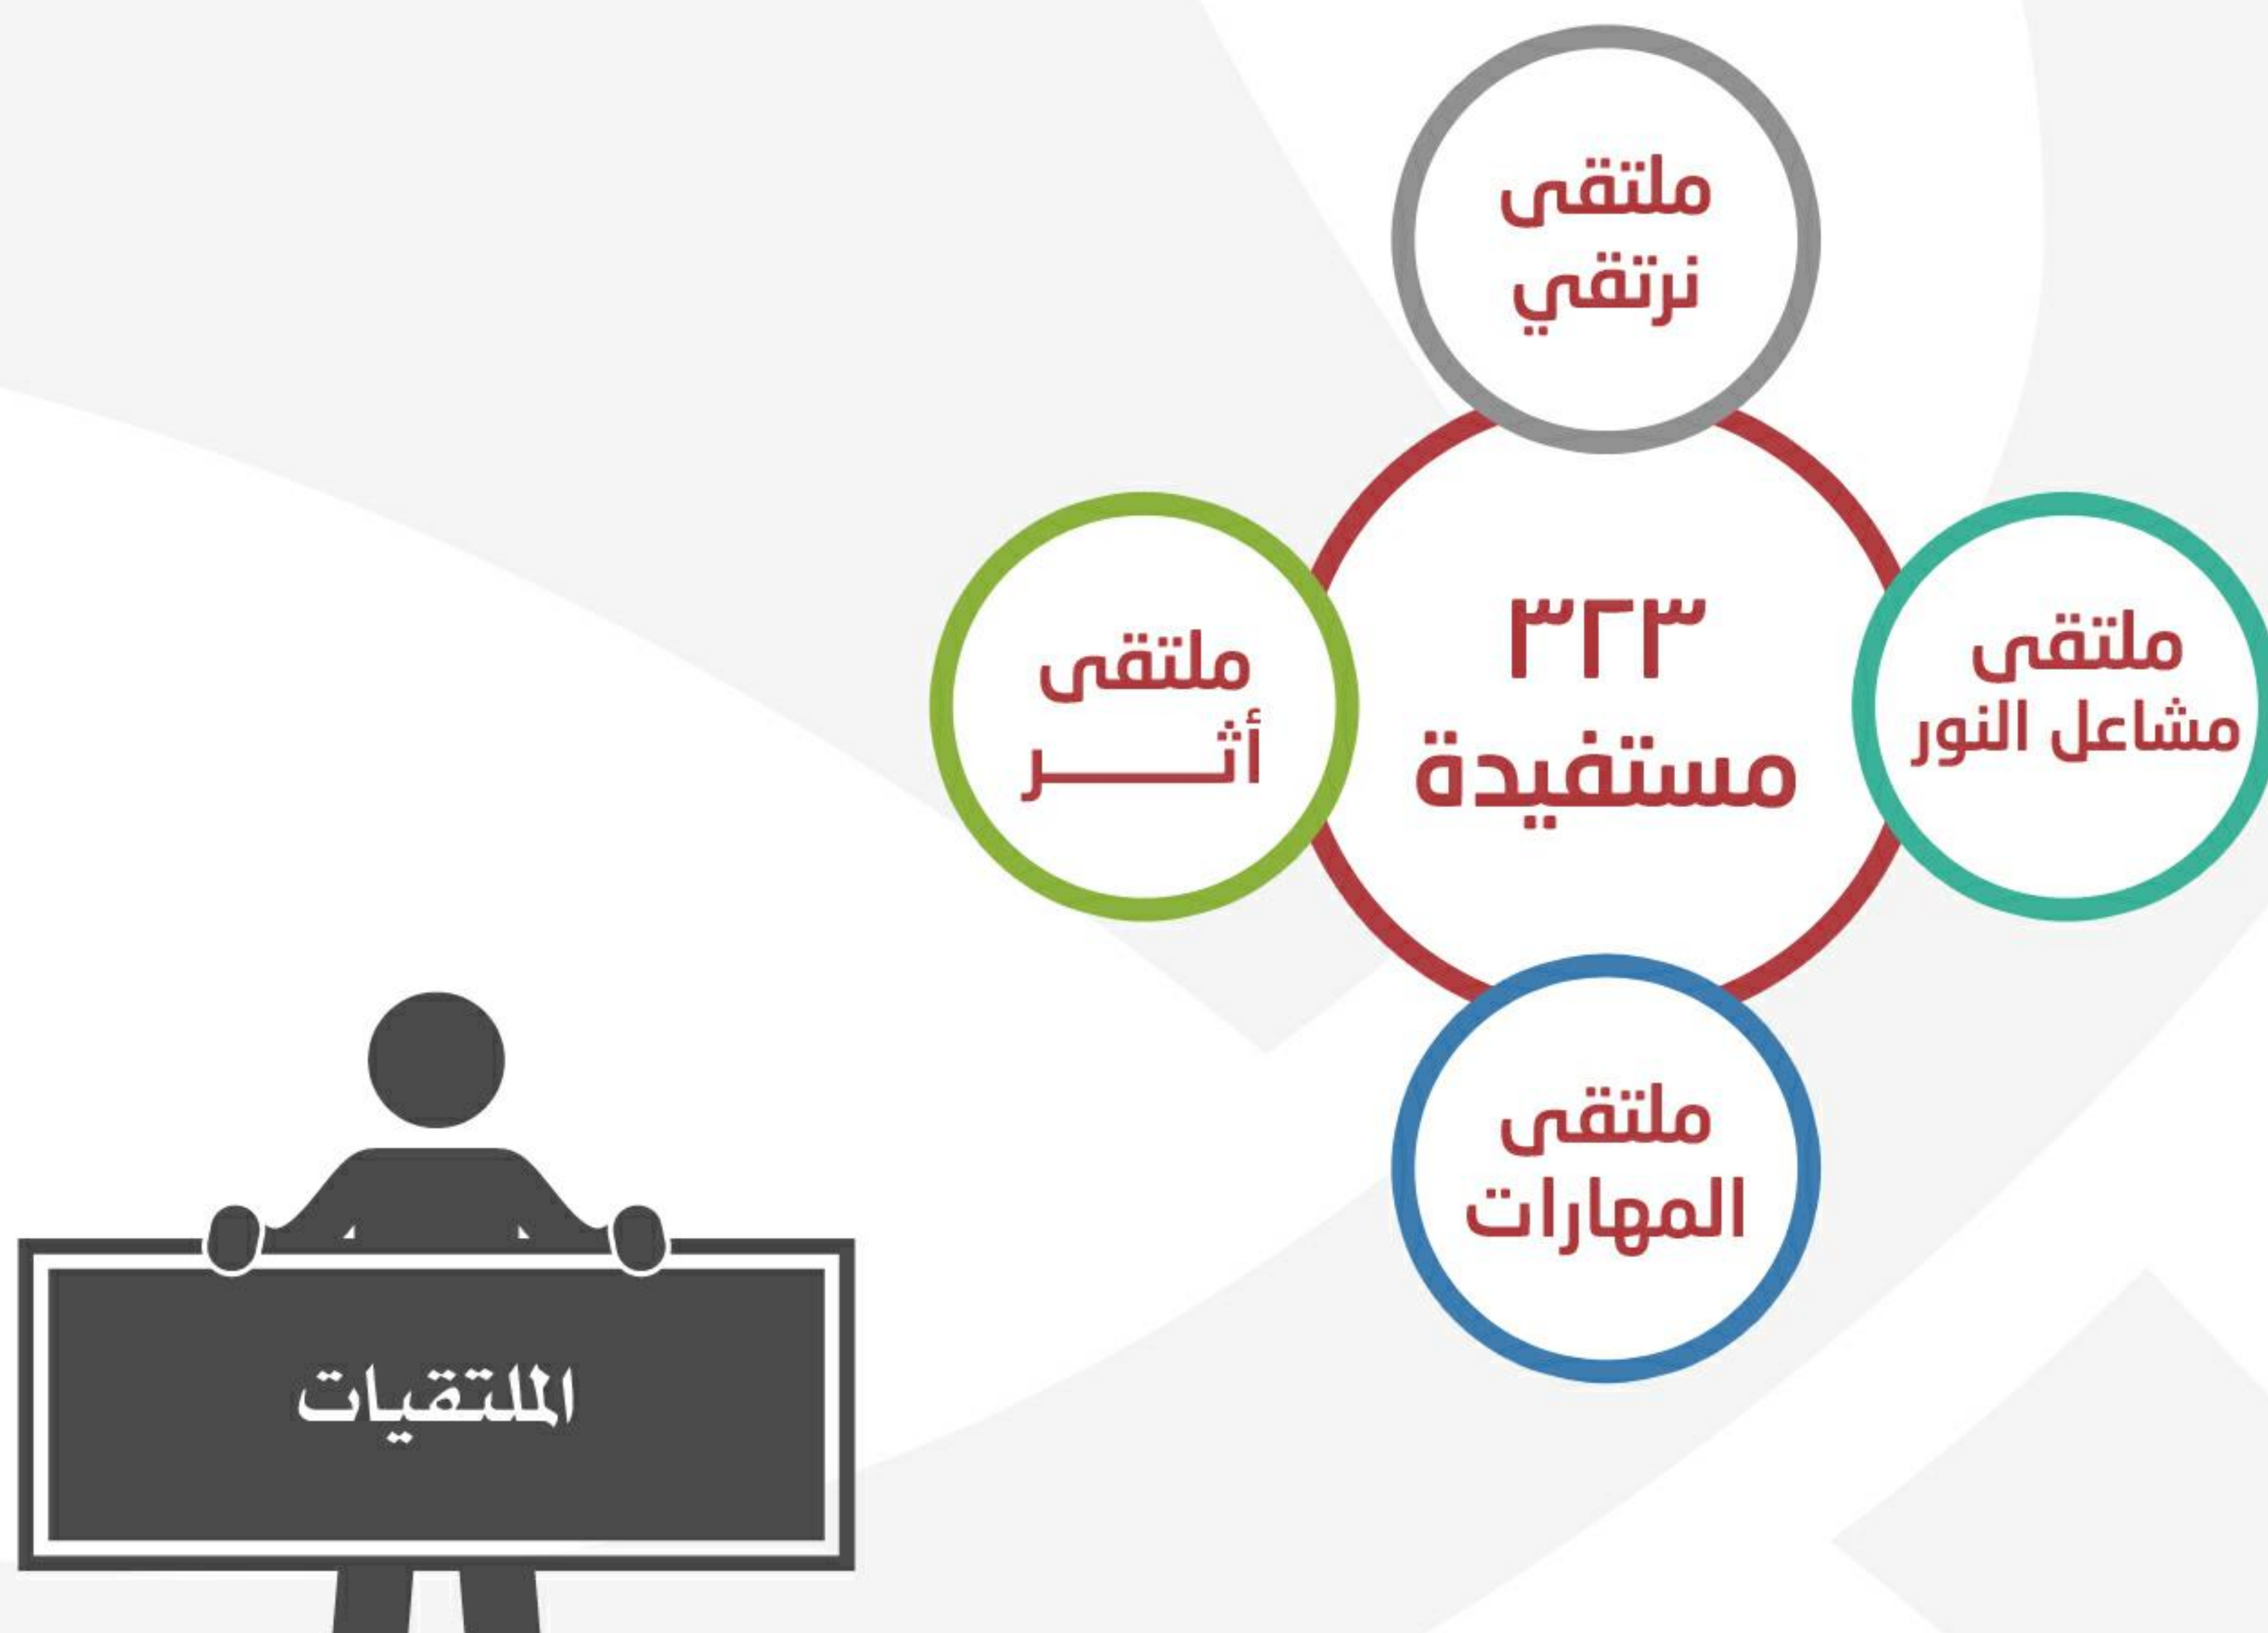 ملتقى
نرتقي
ملتقى
مشاعل النور
٣٢٣
مستفيدة
ملتقى
أثـــــــر
ملتقى
المهارات
الملتقيات